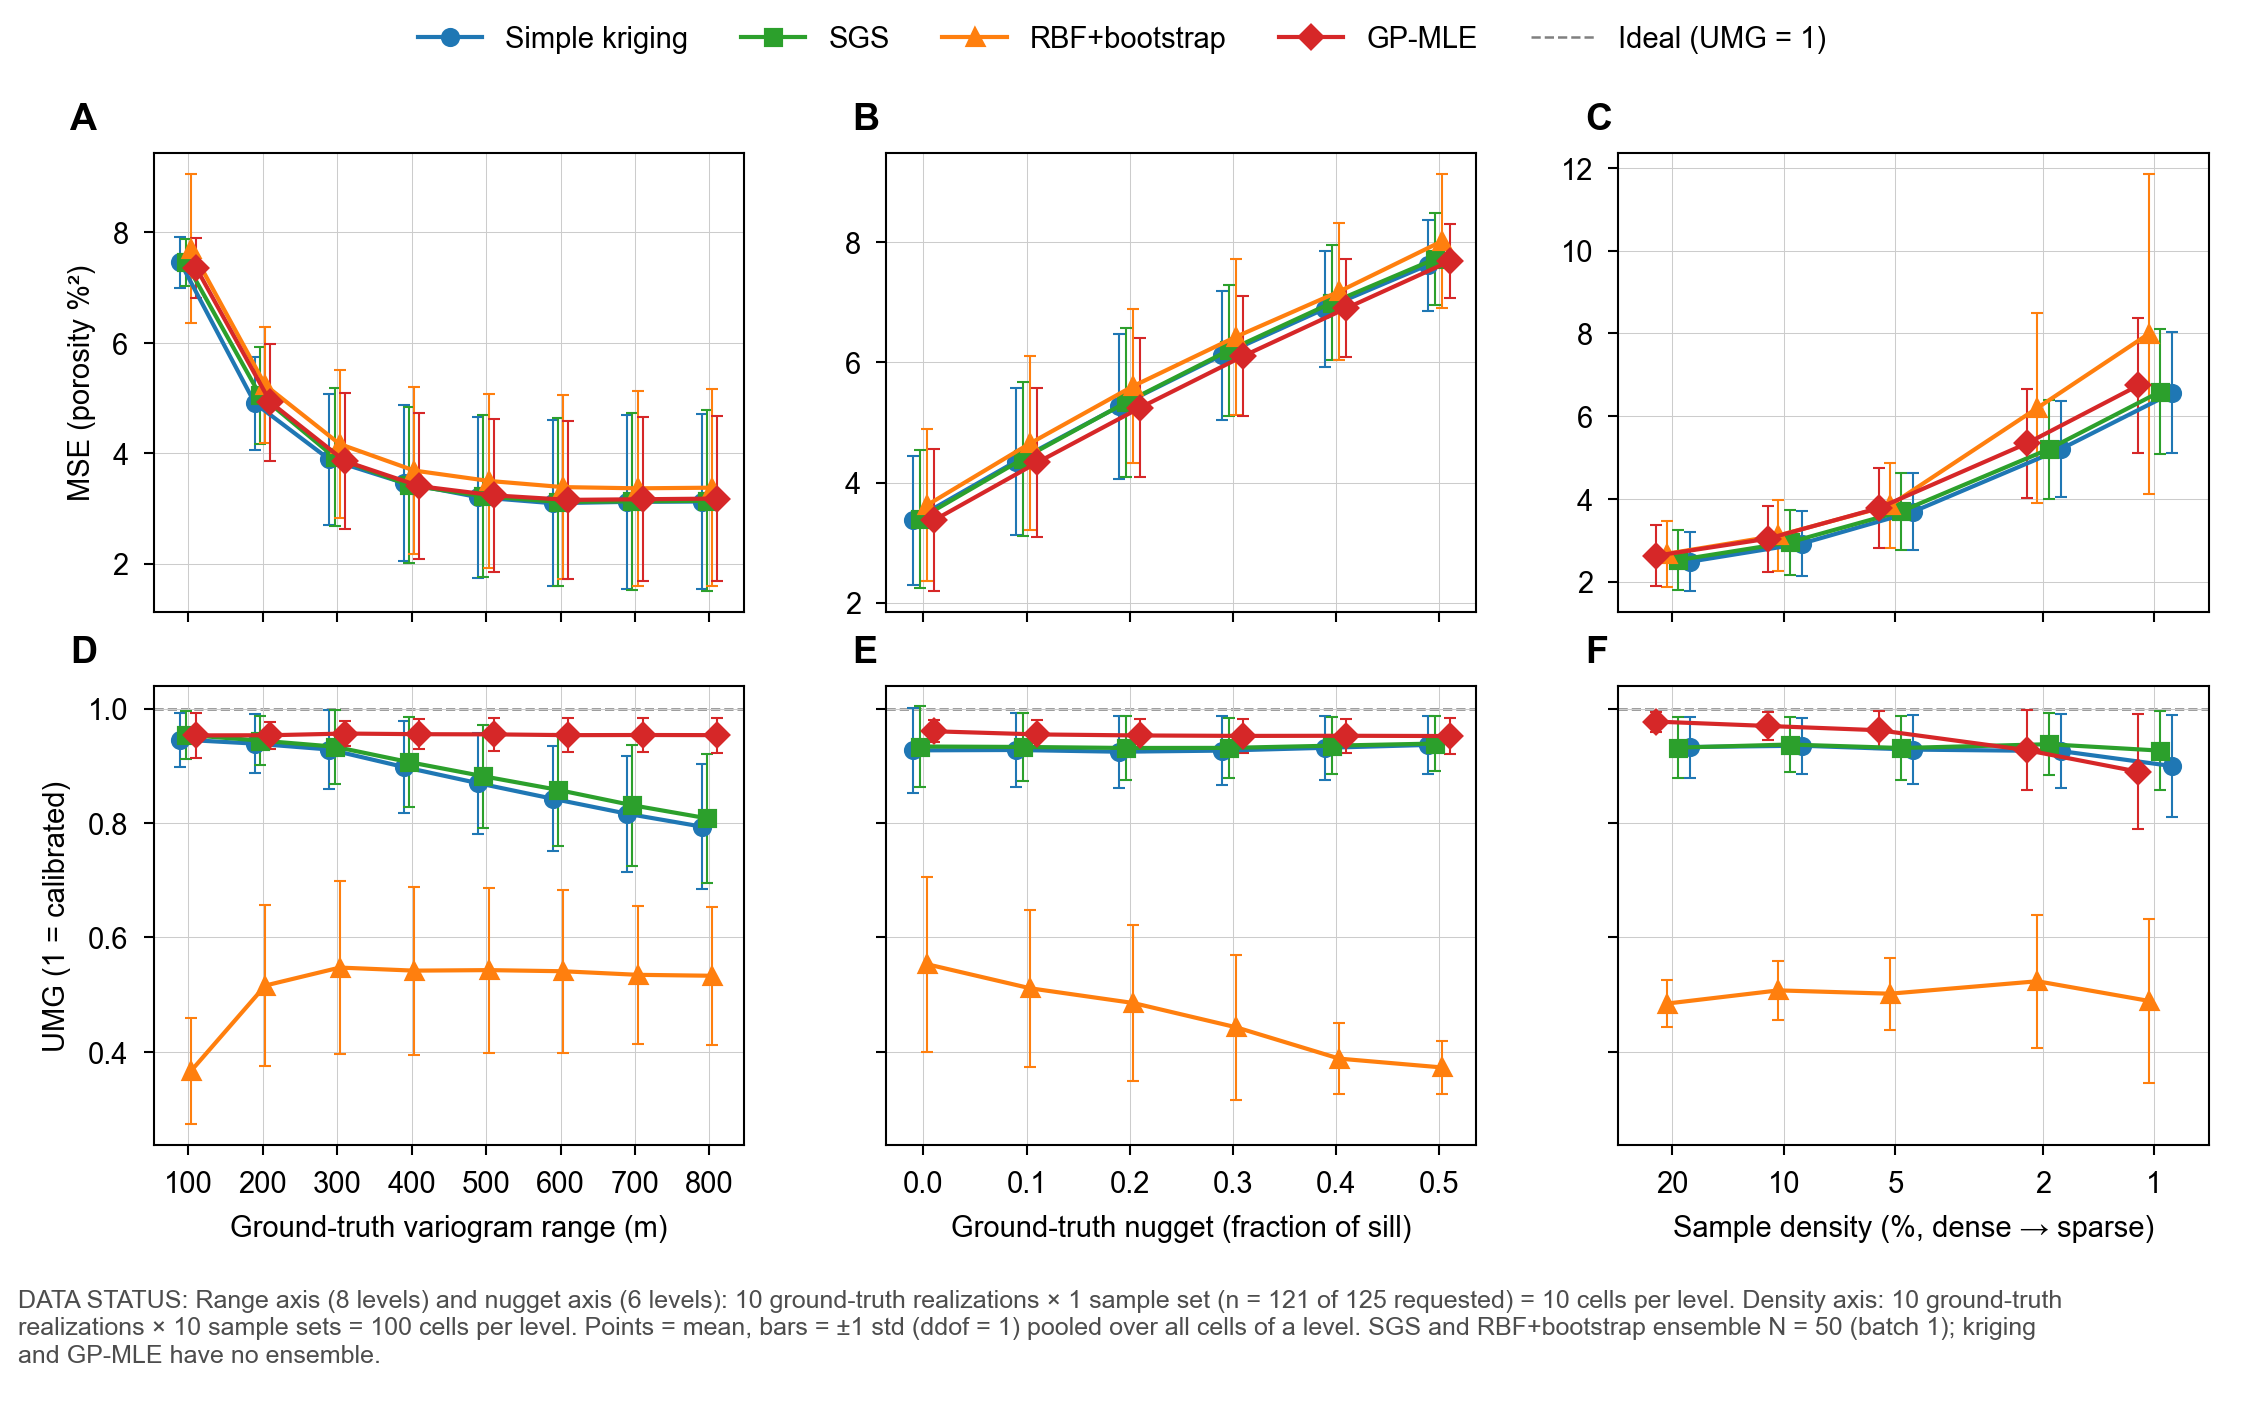 Simple kriging SGS RBF+bootstrap GP-MLE Ideal (UMG = 1)
A
B
C
MSE (porosity %²)
8
6
4
2
8
6
4
2
12
10
8
6
4
2
D
E
F
UMG (1 = calibrated)
1.0
0.8
0.6
0.4
100 200 300 400 500 600 700 800
Ground-truth variogram range (m)
0.0 0.1 0.2 0.3 0.4 0.5
Ground-truth nugget (fraction of sill)
20 10 5 2 1
Sample density (%, dense → sparse)
DATA STATUS: Range axis (8 levels) and nugget axis (6 levels): 10 ground-truth realizations × 1 sample set (n = 121 of 125 requested) = 10 cells per level. Density axis: 10 ground-truth
realizations × 10 sample sets = 100 cells per level. Points = mean, bars = ±1 std (ddof = 1) pooled over all cells of a level. SGS and RBF+bootstrap ensemble N = 50 (batch 1); kriging
and GP-MLE have no ensemble.